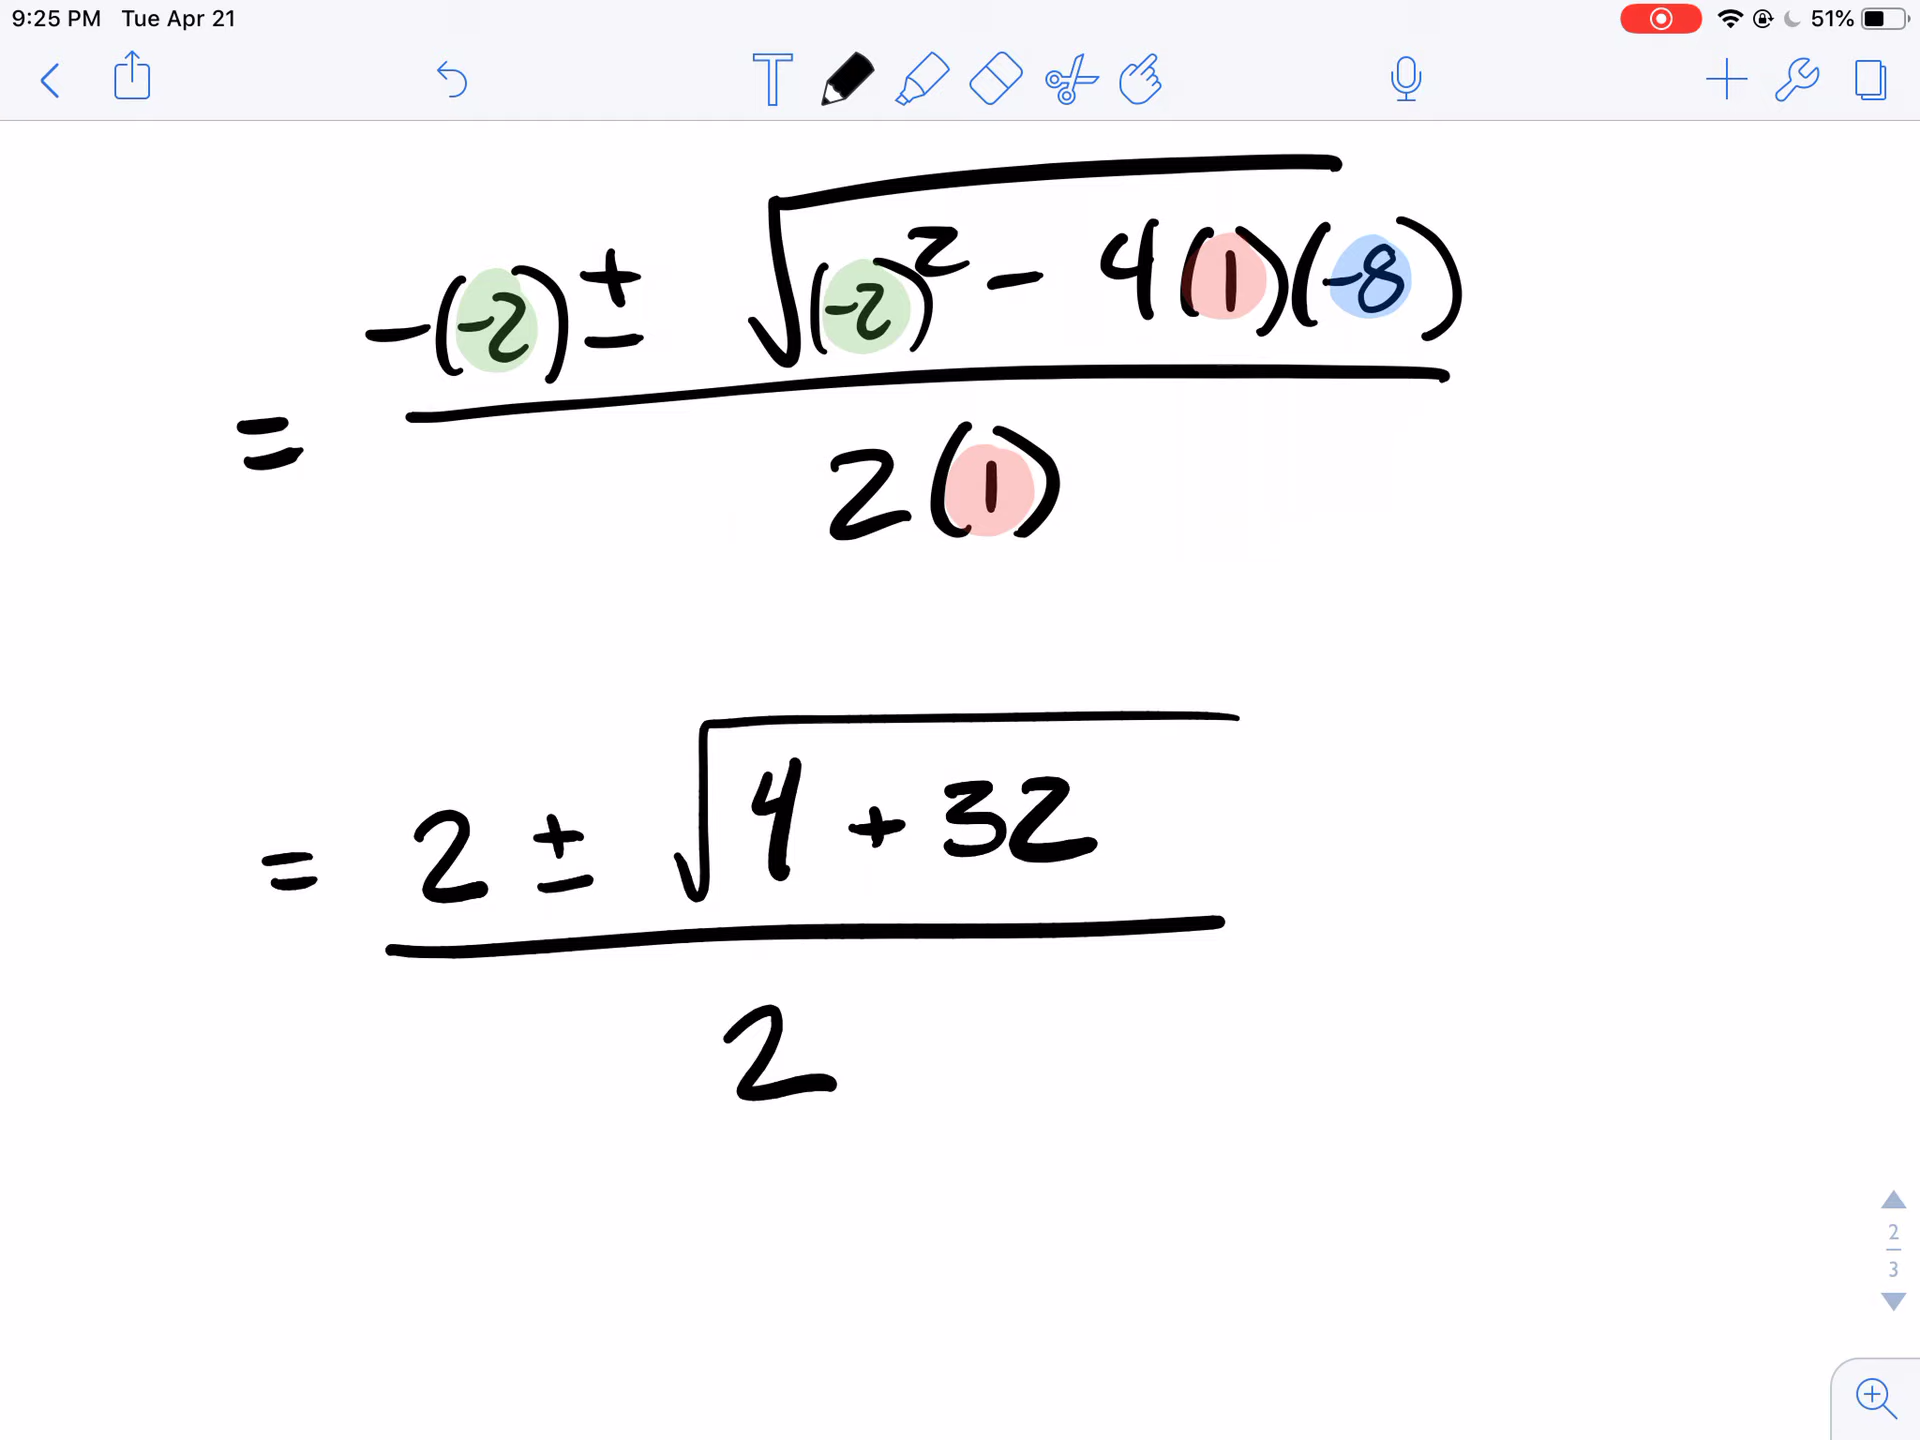 9:25 PM Tue Apr 21 51%
T
-(-2) ± √(-2)² - 4(1)(-8)
=
2(1)
= 2 ± √4 + 32
2
2
3